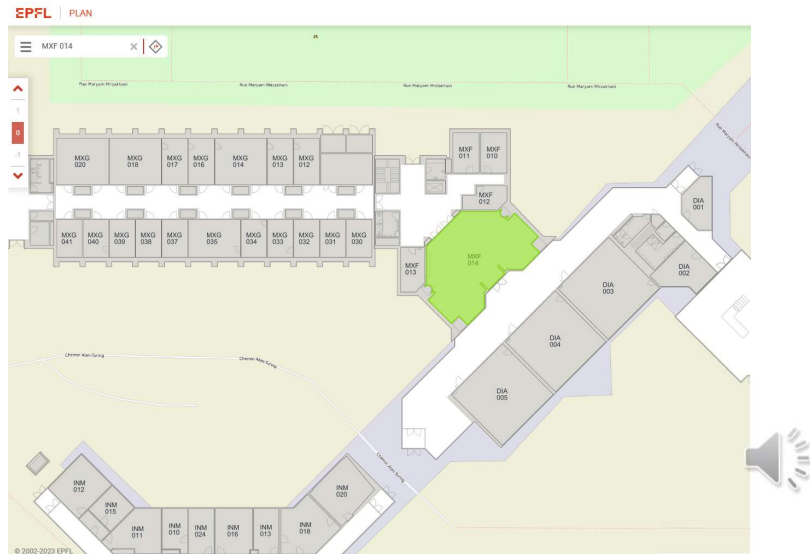 EPFL PLAN
MXF 014
Rue Maryam Mirzakhani
Rue Maryam Mirzakhani
Rue Maryam Mirzakhani
Rue Maryam Mirzakhani
Rue Maryam Mirzakhani
1
0
-1
MXG
020
MXG
018
MXG
017
MXG
016
MXG
014
MXG
013
MXG
012
MXF
011
MXF
010
MXF
012
DIA
001
MXG
041
MXG
040
MXG
039
MXG
038
MXG
037
MXG
035
MXG
034
MXG
033
MXG
032
MXG
031
MXG
030
MXF
013
MXF
014
DIA
002
DIA
003
DIA
004
DIA
005
Chemin Alan-Turing
Chemin Alan-Turing
Chemin Alan-Turing
INM
012
INM
015
INM
011
INM
010
INM
024
INM
016
INM
013
INM
018
INM
020
© 2002-2023 EPFL